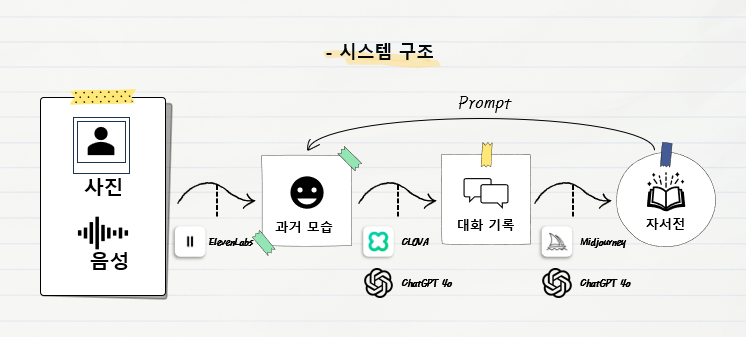 - 시스템 구조
Prompt
사진
음성
과거 모습
대화 기록
자서전
ElevenLabs
CLOVA
Midjourney
ChatGPT 4o
ChatGPT 4o